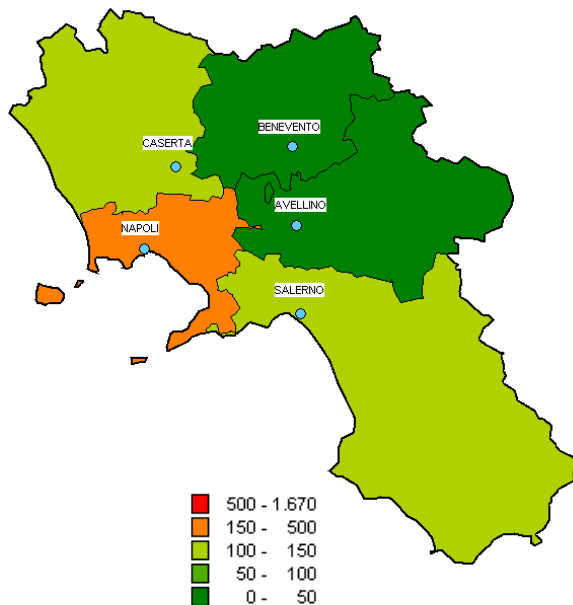 BENEVENTO
CASERTA
AVELLINO
NAPOLI
SALERNO
500 - 1.670
150 - 500
100 - 150
50 - 100
0 - 50